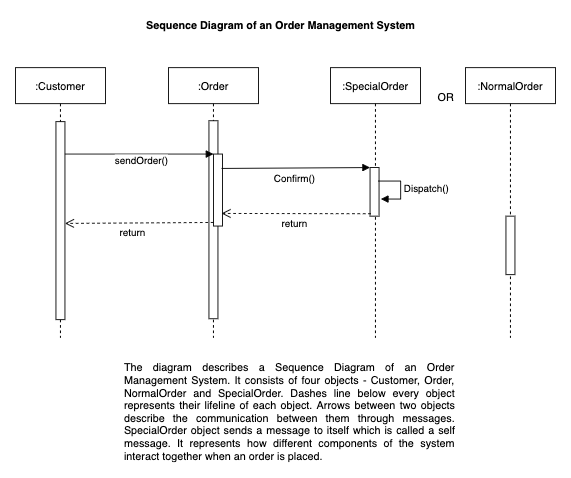 Sequence Diagram of an Order Management System
:Customer
:Order
:SpecialOrder
OR
:NormalOrder
sendOrder()
Confirm()
Dispatch()
return
return
The diagram describes a Sequence Diagram of an Order
Management System. It consists of four objects - Customer, Order,
NormalOrder and SpecialOrder. Dashes line below every object
represents their lifeline of each object. Arrows between two objects
describe the communication between them through messages.
SpecialOrder object sends a message to itself which is called a self
message. It represents how different components of the system
interact together when an order is placed.